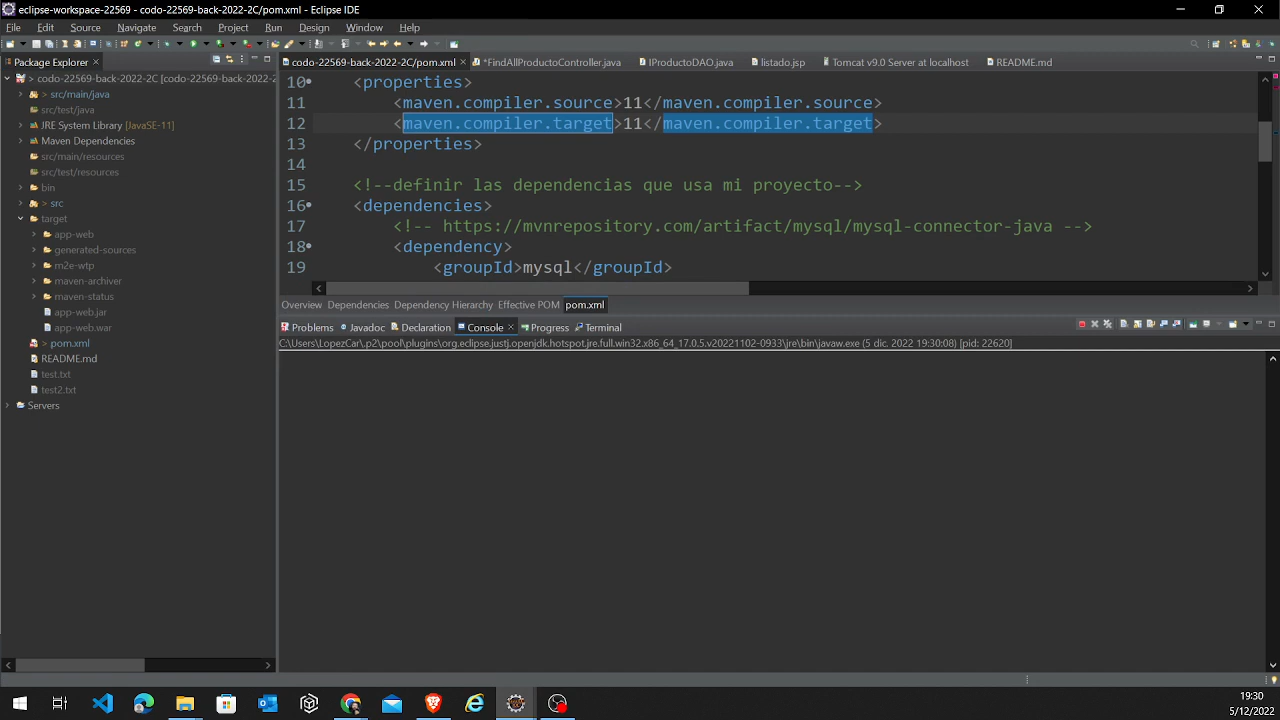 eclipse-workspace-22569 - codo-22569-back-2022-2C/pom.xml - Eclipse IDE
File Edit Source Navigate Search Project Run Design Window Help
Package Explorer
codo-22569-back-2022-2C/pom.xml
*FindAllProductoController.java
IProductoDAO.java
listado.jsp
Tomcat v9.0 Server at localhost
README.md
> codo-22569-back-2022-2C [codo-22569-back-2
> src/main/java
src/test/java
JRE System Library [JavaSE-11]
Maven Dependencies
src/main/resources
src/test/resources
bin
> src
target
app-web
generated-sources
m2e-wtp
maven-archiver
maven-status
app-web.jar
app-web.war
> pom.xml
README.md
test.txt
test2.txt
Servers
10 <properties>
11 <maven.compiler.source>11</maven.compiler.source>
12 <maven.compiler.target>11</maven.compiler.target>
13 </properties>
14
15 <!--definir las dependencias que usa mi proyecto-->
16 <dependencies>
17 <!-- https://mvnrepository.com/artifact/mysql/mysql-connector-java -->
18 <dependency>
19 <groupId>mysql</groupId>
Overview Dependencies Dependency Hierarchy Effective POM pom.xml
Problems Javadoc Declaration Console Progress Terminal
C:\Users\LopezCar\.p2\pool\plugins\org.eclipse.justj.openjdk.hotspot.jre.full.win32.x86_64_17.0.5.v20221102-0933\jre\bin\javaw.exe (5 dic. 2022 19:30:08) [pid: 22620]
19:30
5/12/2022